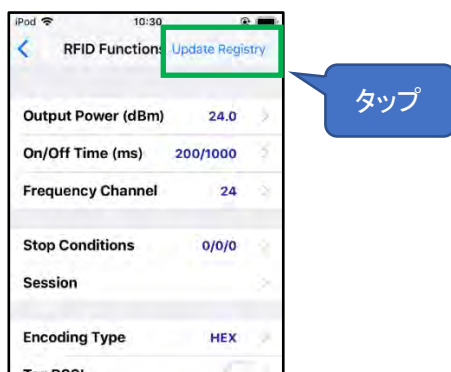 iPod 10:30
RFID Functions Update Registry
タップ
Output Power (dBm) 24.0
On/Off Time (ms) 200/1000
Frequency Channel 24
Stop Conditions 0/0/0
Session
Encoding Type HEX